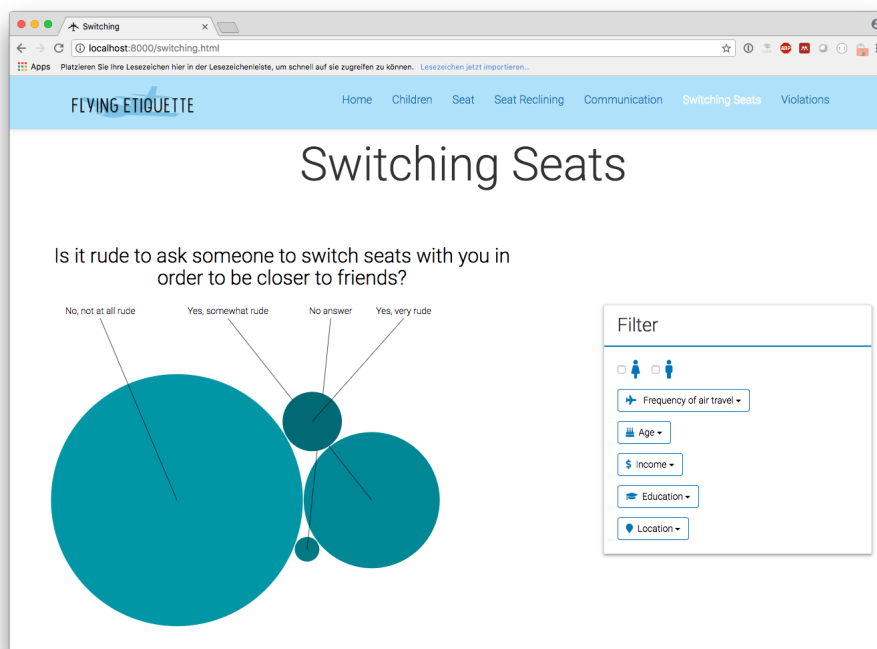 Switching
localhost:8000/switching.html
Apps Platzieren Sie Ihre Lesezeichen hier in der Lesezeichenleiste, um schnell auf sie zugreifen zu können. Lesezeichen jetzt importieren...
FLYING ETIQUETTE
Home Children Seat Seat Reclining Communication Switching Seats Violations
Switching Seats
Is it rude to ask someone to switch seats with you in
order to be closer to friends?
No, not at all rude Yes, somewhat rude No answer Yes, very rude
Filter
Frequency of air travel
Age
$ Income
Education
Location